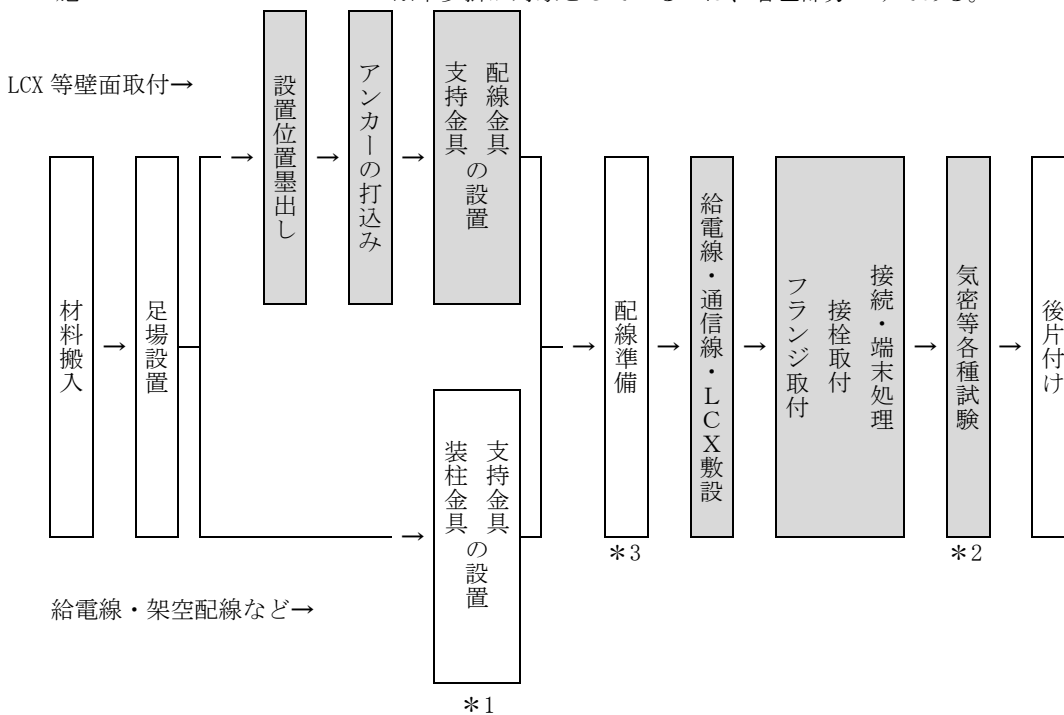 LCX 等壁面取付→
設置位置墨出し
アンカーの打込み
配線金具
支持金具
の設置
材料搬入
足場設置
支持金具
装柱金具
の設置
*1
給電線・架空配線など→
配線準備
*3
給電線・通信線・LCX敷設
接続・端末処理
接栓取付
フランジ取付
気密等各種試験
*2
後片付け